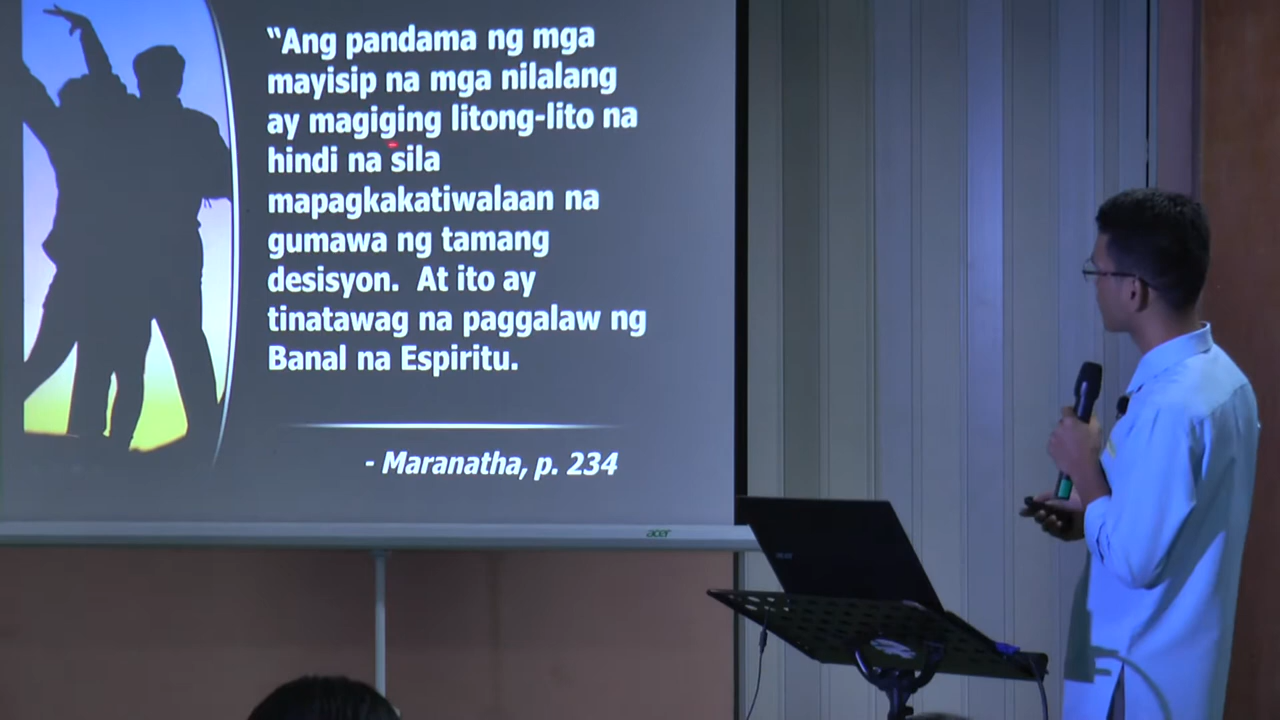 “Ang pandama ng mga
mayisip na mga nilalang
ay magiging litong-lito na
hindi na sila
mapagkakatiwalaan na
gumawa ng tamang
desisyon.  At ito ay
tinatawag na paggalaw ng
Banal na Espiritu.
- Maranatha, p. 234
acer